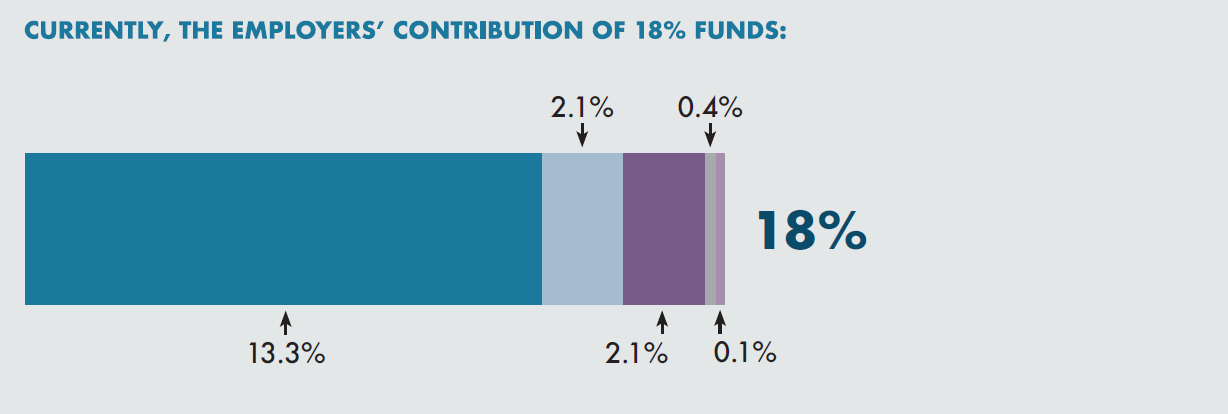 CURRENTLY, THE EMPLOYERS’ CONTRIBUTION OF 18% FUNDS:
2.1% 0.4%
18%
13.3% 2.1% 0.1%